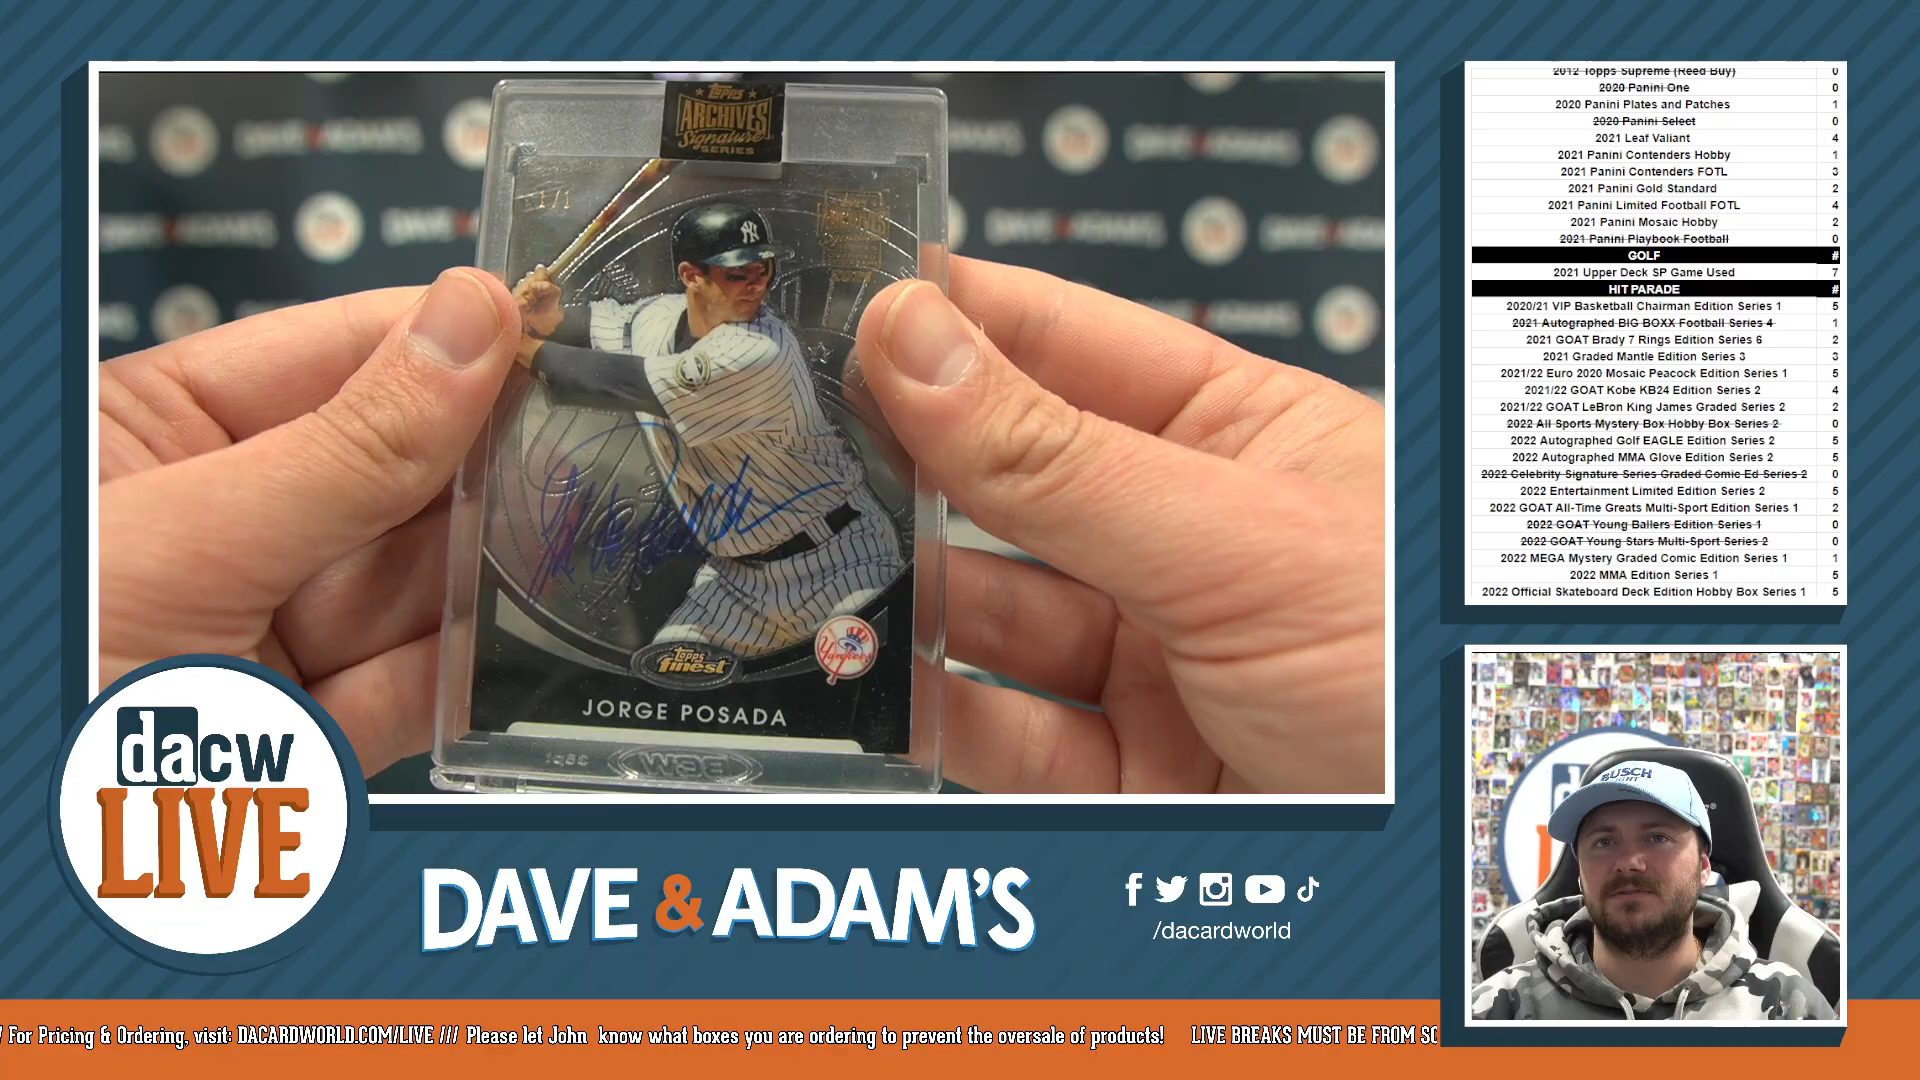 Topps
ARCHIVES
Signature
SERIES
1/1
NY
Topps
finest
Yankees
JORGE POSADA
dacw
LIVE
DAVE & ADAM'S
/dacardworld
For Pricing & Ordering, visit: DACARDWORLD.COM/LIVE /// Please let John know what boxes you are ordering to prevent the oversale of products! LIVE BREAKS MUST BE FROM
2012 Topps Supreme (Reed Buy) 0
2020 Panini One 0
2020 Panini Plates and Patches 1
2020 Panini Select 0
2021 Leaf Valiant 4
2021 Panini Contenders Hobby 1
2021 Panini Contenders FOTL 3
2021 Panini Gold Standard 2
2021 Panini Limited Football FOTL 4
2021 Panini Mosaic Hobby 2
2021 Panini Playbook Football 0
GOLF #
2021 Upper Deck SP Game Used 7
HIT PARADE #
2020/21 VIP Basketball Chairman Edition Series 1 5
2021 Autographed BIG BOXX Football Series 4 1
2021 GOAT Brady 7 Rings Edition Series 6 2
2021 Graded Mantle Edition Series 3 3
2021/22 Euro 2020 Mosaic Peacock Edition Series 1 5
2021/22 GOAT Kobe KB24 Edition Series 2 4
2021/22 GOAT LeBron King James Graded Series 2 2
2022 All Sports Mystery Box Hobby Box Series 2 0
2022 Autographed Golf EAGLE Edition Series 2 5
2022 Autographed MMA Glove Edition Series 2 5
2022 Celebrity Signature Series Graded Comic Ed Series 2 0
2022 Entertainment Limited Edition Series 2 5
2022 GOAT All-Time Greats Multi-Sport Edition Series 1 2
2022 GOAT Young Ballers Edition Series 1 0
2022 GOAT Young Stars Multi-Sport Series 2 0
2022 MEGA Mystery Graded Comic Edition Series 1 1
2022 MMA Edition Series 1 5
2022 Official Skateboard Deck Edition Hobby Box Series 1 5
BUSCH